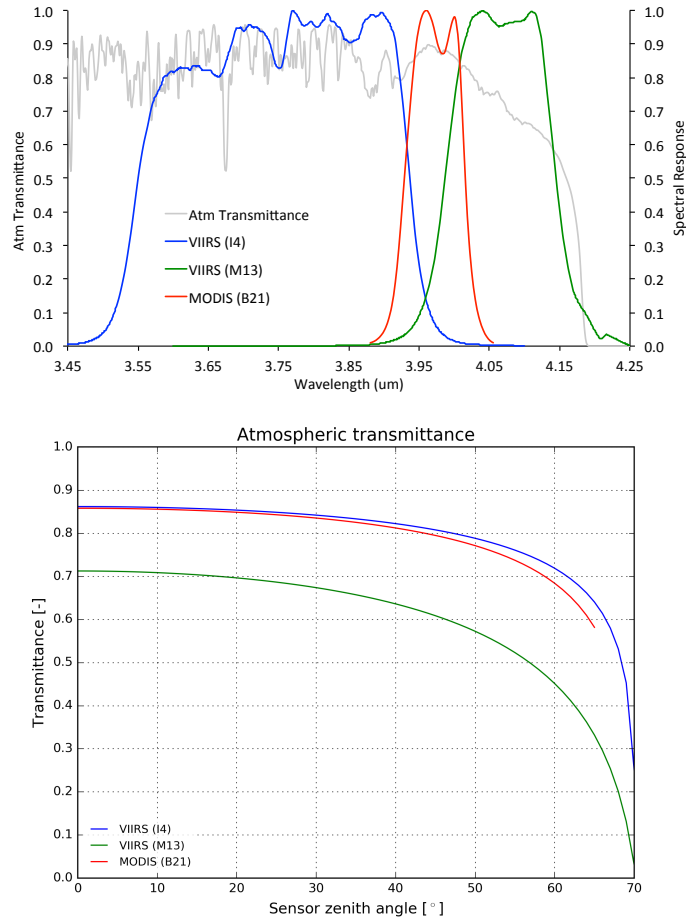 1.0
0.9
0.8
0.7
0.6
0.5
0.4
0.3
0.2
0.1
0.0
Atm Transmittance
1.0
0.9
0.8
0.7
0.6
0.5
0.4
0.3
0.2
0.1
0.0
Spectral Response
Atm Transmittance
VIIRS (I4)
VIIRS (M13)
MODIS (B21)
3.45 3.55 3.65 3.75 3.85 3.95 4.05 4.15 4.25
Wavelength (um)
Atmospheric transmittance
1.0
0.9
0.8
0.7
0.6
0.5
0.4
0.3
0.2
0.1
0.0
Transmittance [-]
VIIRS (I4)
VIIRS (M13)
MODIS (B21)
0 10 20 30 40 50 60 70
Sensor zenith angle [°]